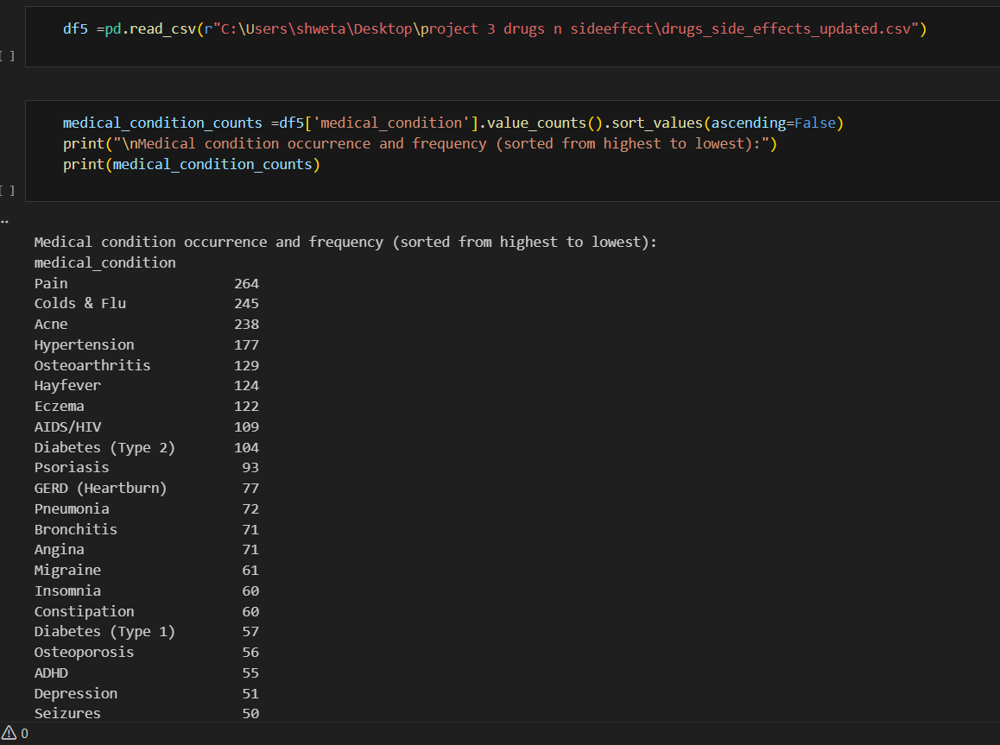 df5 =pd.read_csv(r"C:\Users\shweta\Desktop\project 3 drugs n sideeffect\drugs_side_effects_updated.csv")
[ ]
medical_condition_counts =df5['medical_condition'].value_counts().sort_values(ascending=False)
print("\nMedical condition occurrence and frequency (sorted from highest to lowest):")
print(medical_condition_counts)
[ ]
..
Medical condition occurrence and frequency (sorted from highest to lowest):
medical_condition
Pain 264
Colds & Flu 245
Acne 238
Hypertension 177
Osteoarthritis 129
Hayfever 124
Eczema 122
AIDS/HIV 109
Diabetes (Type 2) 104
Psoriasis 93
GERD (Heartburn) 77
Pneumonia 72
Bronchitis 71
Angina 71
Migraine 61
Insomnia 60
Constipation 60
Diabetes (Type 1) 57
Osteoporosis 56
ADHD 55
Depression 51
Seizures 50
0